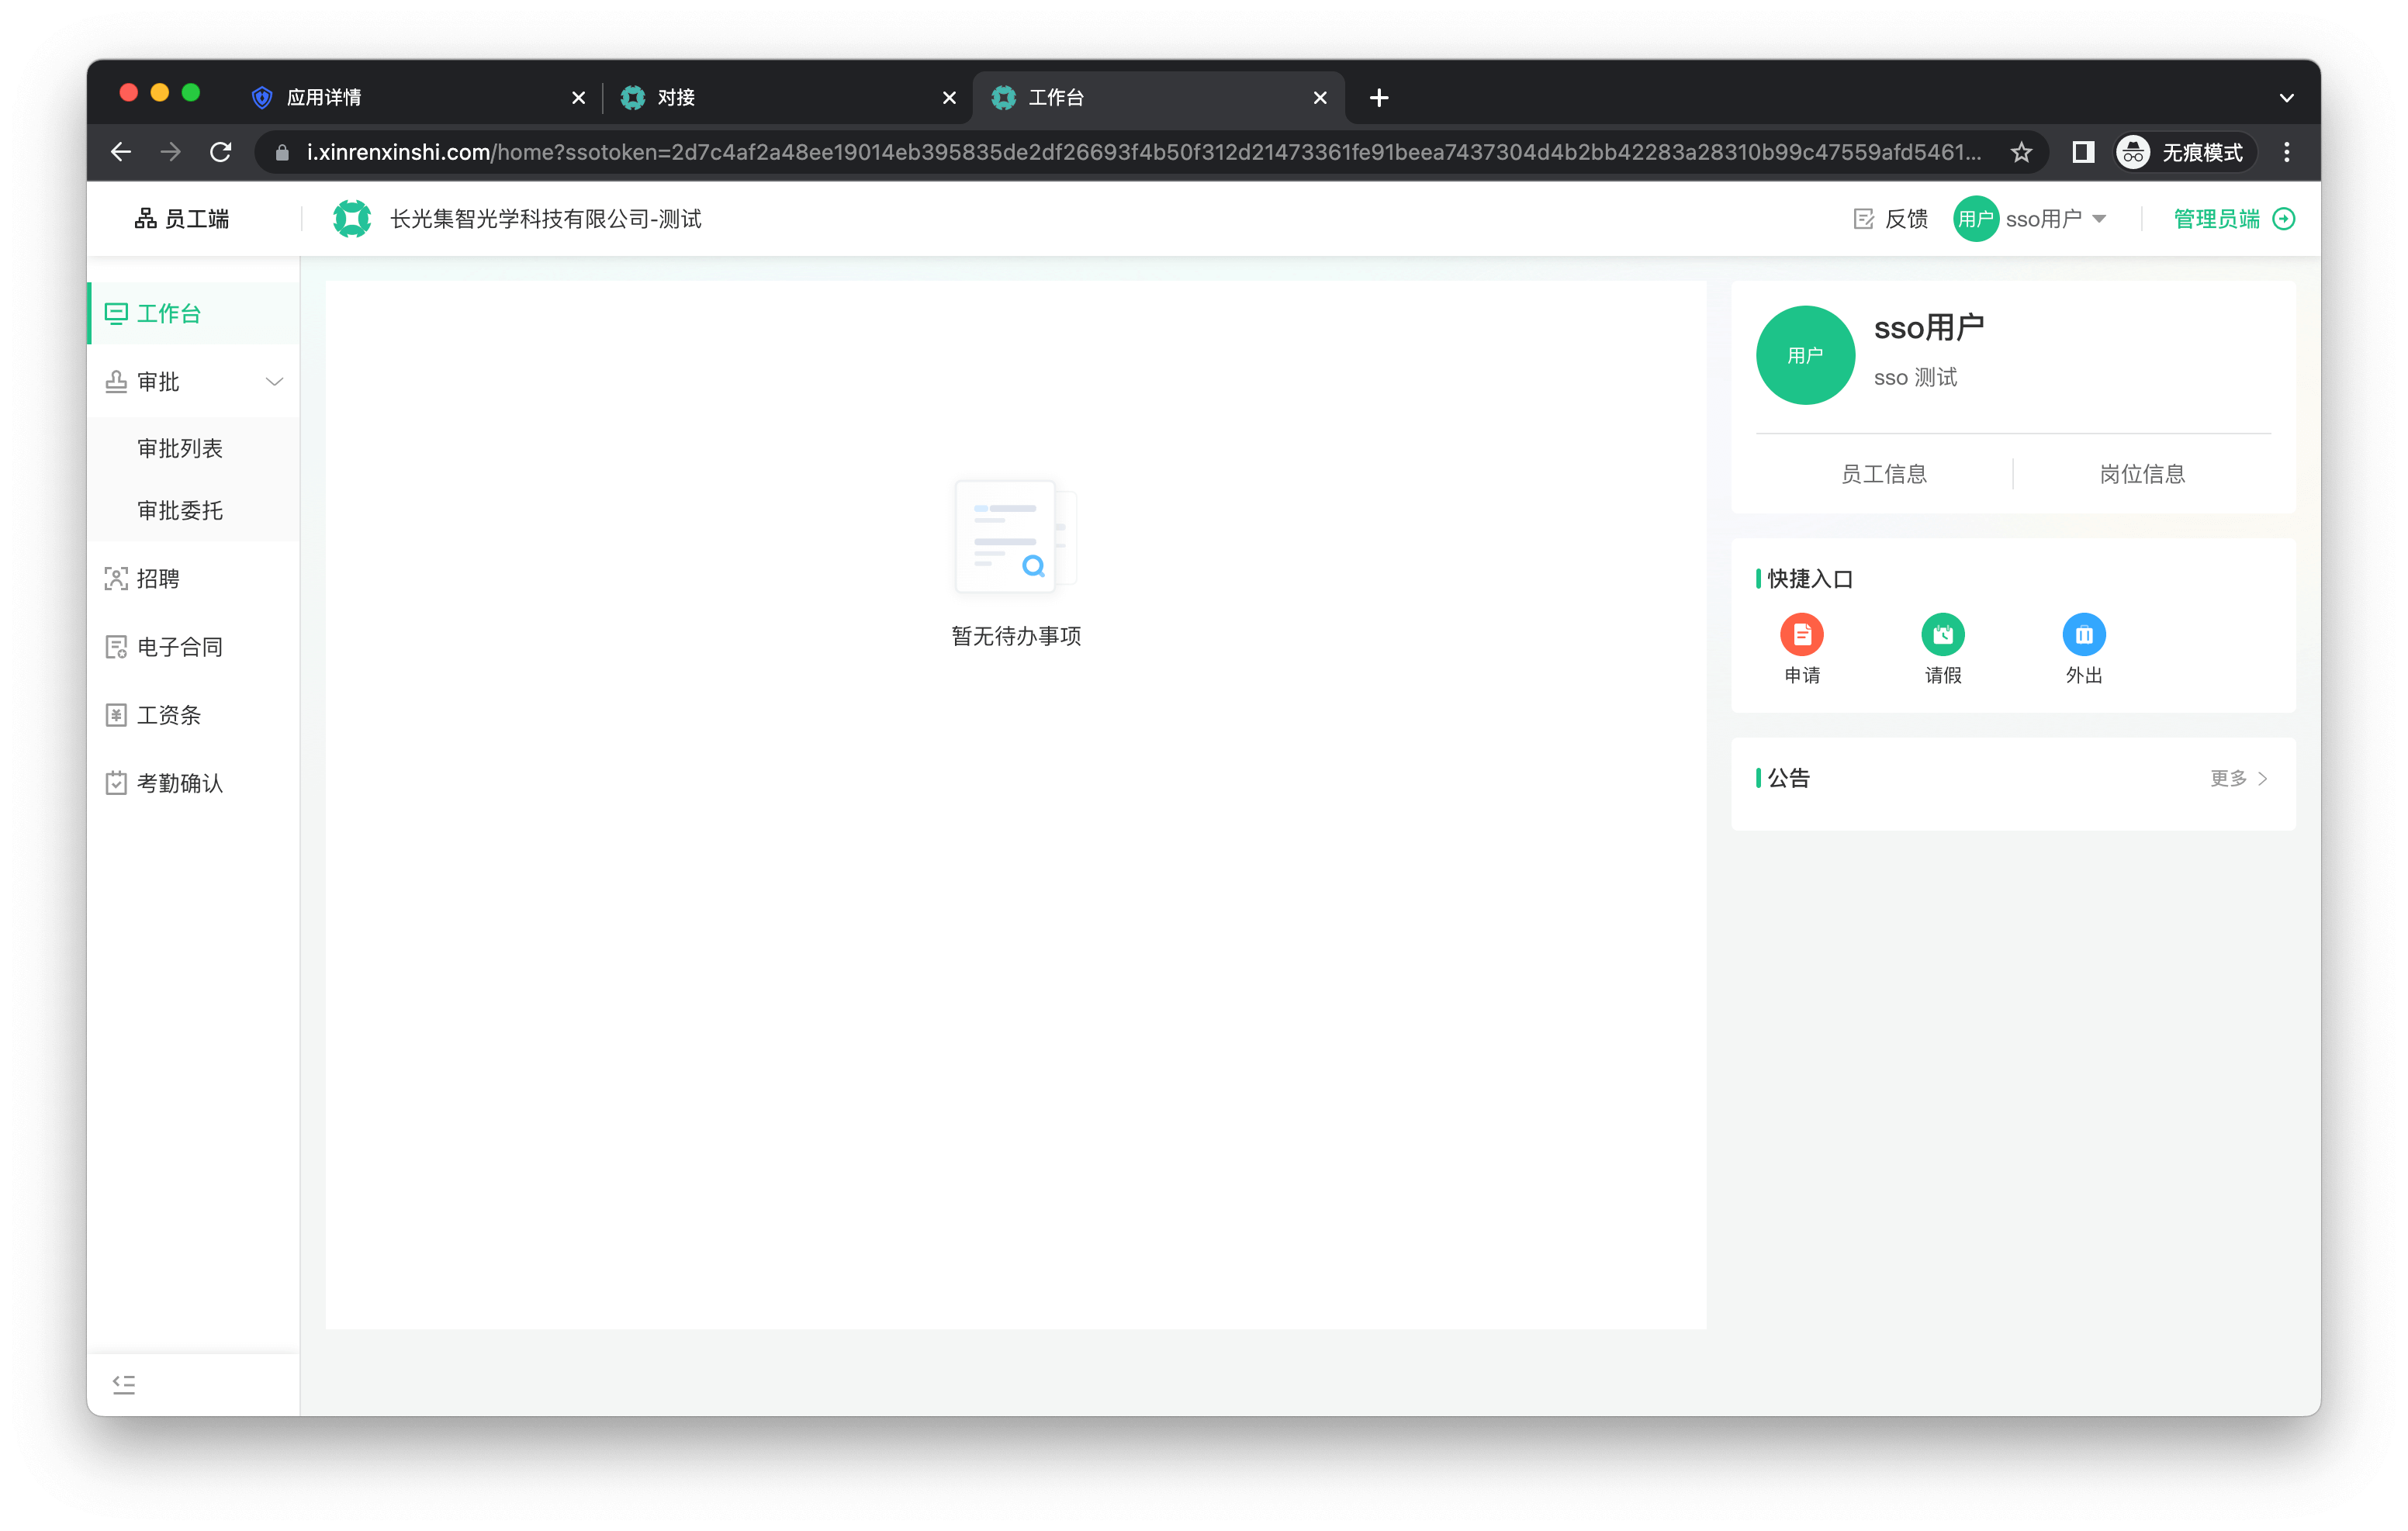 应用详情
对接
工作台
i.xinrenxinshi.com/home?ssotoken=2d7c4af2a48ee19014eb395835de2df26693f4b50f312d21473361fe91beea7437304d4b2bb42283a28310b99c47559afd5461...
无痕模式
员工端
长光集智光学科技有限公司-测试
反馈
用户
sso用户
管理员端
工作台
审批
审批列表
审批委托
招聘
电子合同
工资条
考勤确认
暂无待办事项
用户
sso用户
sso 测试
员工信息
岗位信息
快捷入口
申请
请假
外出
公告
更多